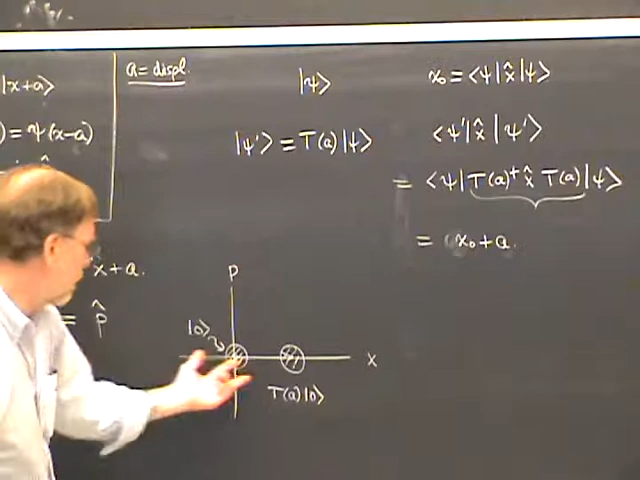 |x+a⟩
) = ψ(x-a)
x+a.
= p̂
a = displ.
|ψ⟩
|ψ'⟩ = T(a)|ψ⟩
x₀ = ⟨ψ|x̂|ψ⟩
⟨ψ'|x̂|ψ'⟩
= ⟨ψ|T(a)† x̂ T(a)|ψ⟩
= x₀+a.
P
|0⟩
x
T(a)|0⟩